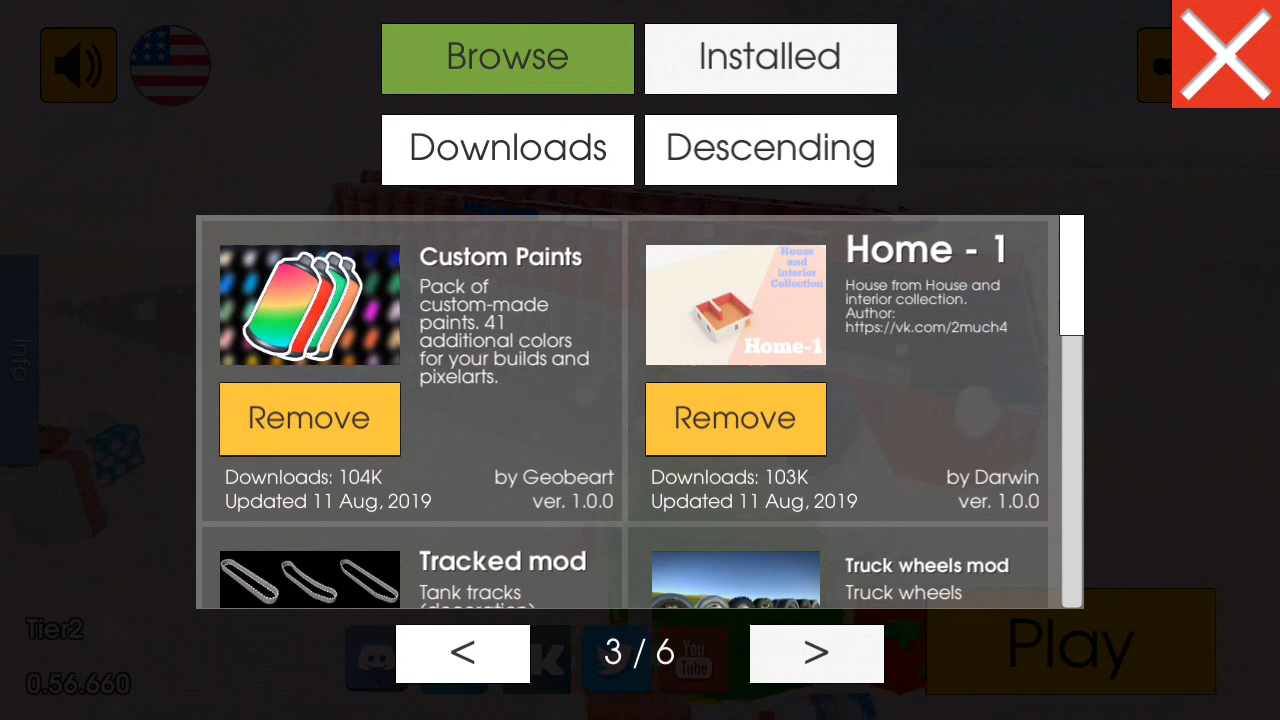 Browse
Installed
Downloads
Descending
Custom Paints
Pack of
custom-made
paints. 41
additional colors
for your builds and
pixelarts.
Remove
Downloads: 104K
Updated 11 Aug, 2019
by Geobeart
ver. 1.0.0
House
and
interior
Collection
Home-1
Home - 1
House from House and
interior collection.
Author:
https://vk.com/2much4
Remove
Downloads: 103K
Updated 11 Aug, 2019
by Darwin
ver. 1.0.0
Tracked mod
Tank tracks
(decoration)
Truck wheels mod
Truck wheels
Info
Tier2
0.56.660
<
3 / 6
>
You
Tube
Play